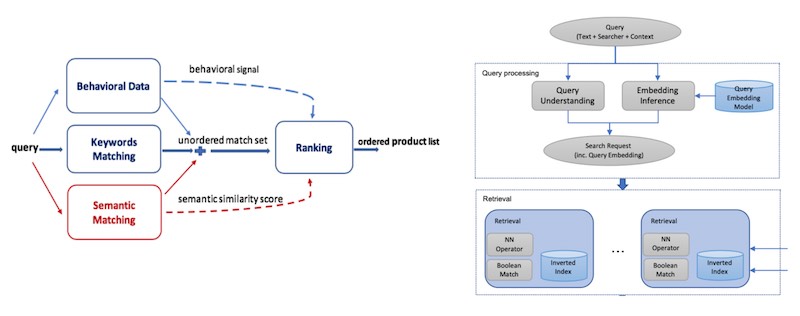 query
Behavioral Data
Keywords
Matching
Semantic
Matching
behavioral signal
unordered match set
semantic similarity score
Ranking
ordered product list
Query
(Text + Searcher + Context
Query processing
Query
Understanding
Embedding
Inference
Query
Embedding
Model
Search Request
(inc. Query Embedding)
Retrieval
Retrieval
NN
Operator
Boolean
Match
Inverted
Index
...
Retrieval
NN
Operator
Boolean
Match
Inverted
Index